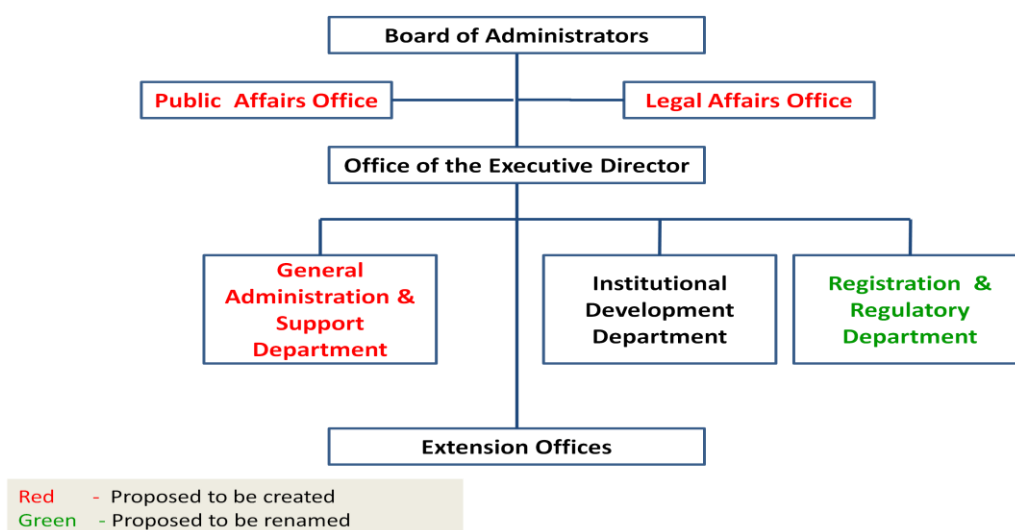 Board of Administrators
Public Affairs Office
Legal Affairs Office
Office of the Executive Director
General
Administration &
Support
Department
Institutional
Development
Department
Registration &
Regulatory
Department
Extension Offices
Red - Proposed to be created
Green - Proposed to be renamed